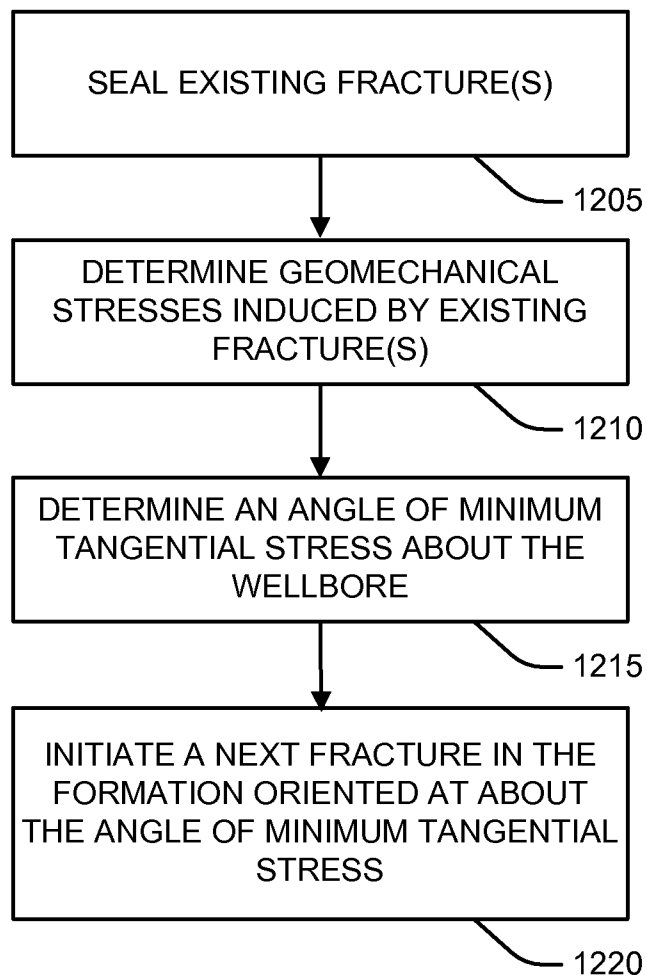 SEAL EXISTING FRACTURE(S)
1205
DETERMINE GEOMECHANICAL
STRESSES INDUCED BY EXISTING
FRACTURE(S)
1210
DETERMINE AN ANGLE OF MINIMUM
TANGENTIAL STRESS ABOUT THE
WELLBORE
1215
INITIATE A NEXT FRACTURE IN THE
FORMATION ORIENTED AT ABOUT
THE ANGLE OF MINIMUM TANGENTIAL
STRESS
1220